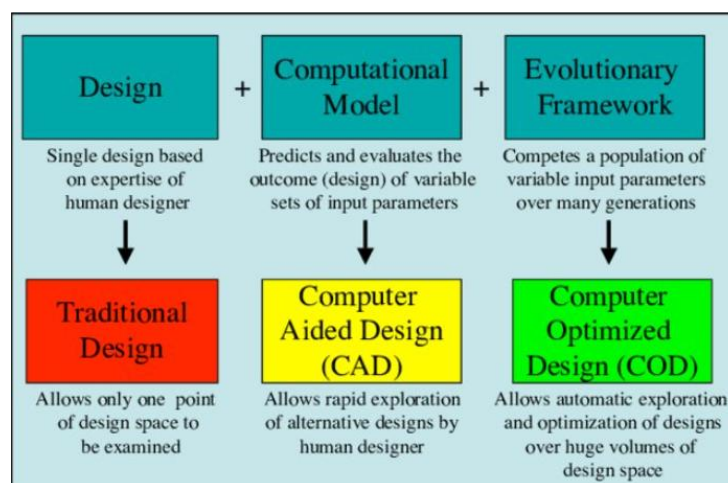 Design
+
Computational
Model
+
Evolutionary
Framework
Single design based
on expertise of
human designer
Predicts and evaluates the
outcome (design) of variable
sets of input parameters
Competes a population of
variable input parameters
over many generations
Traditional
Design
Computer
Aided Design
(CAD)
Computer
Optimized
Design (COD)
Allows only one point
of design space to
be examined
Allows rapid exploration
of alternative designs by
human designer
Allows automatic exploration
and optimization of designs
over huge volumes of
design space